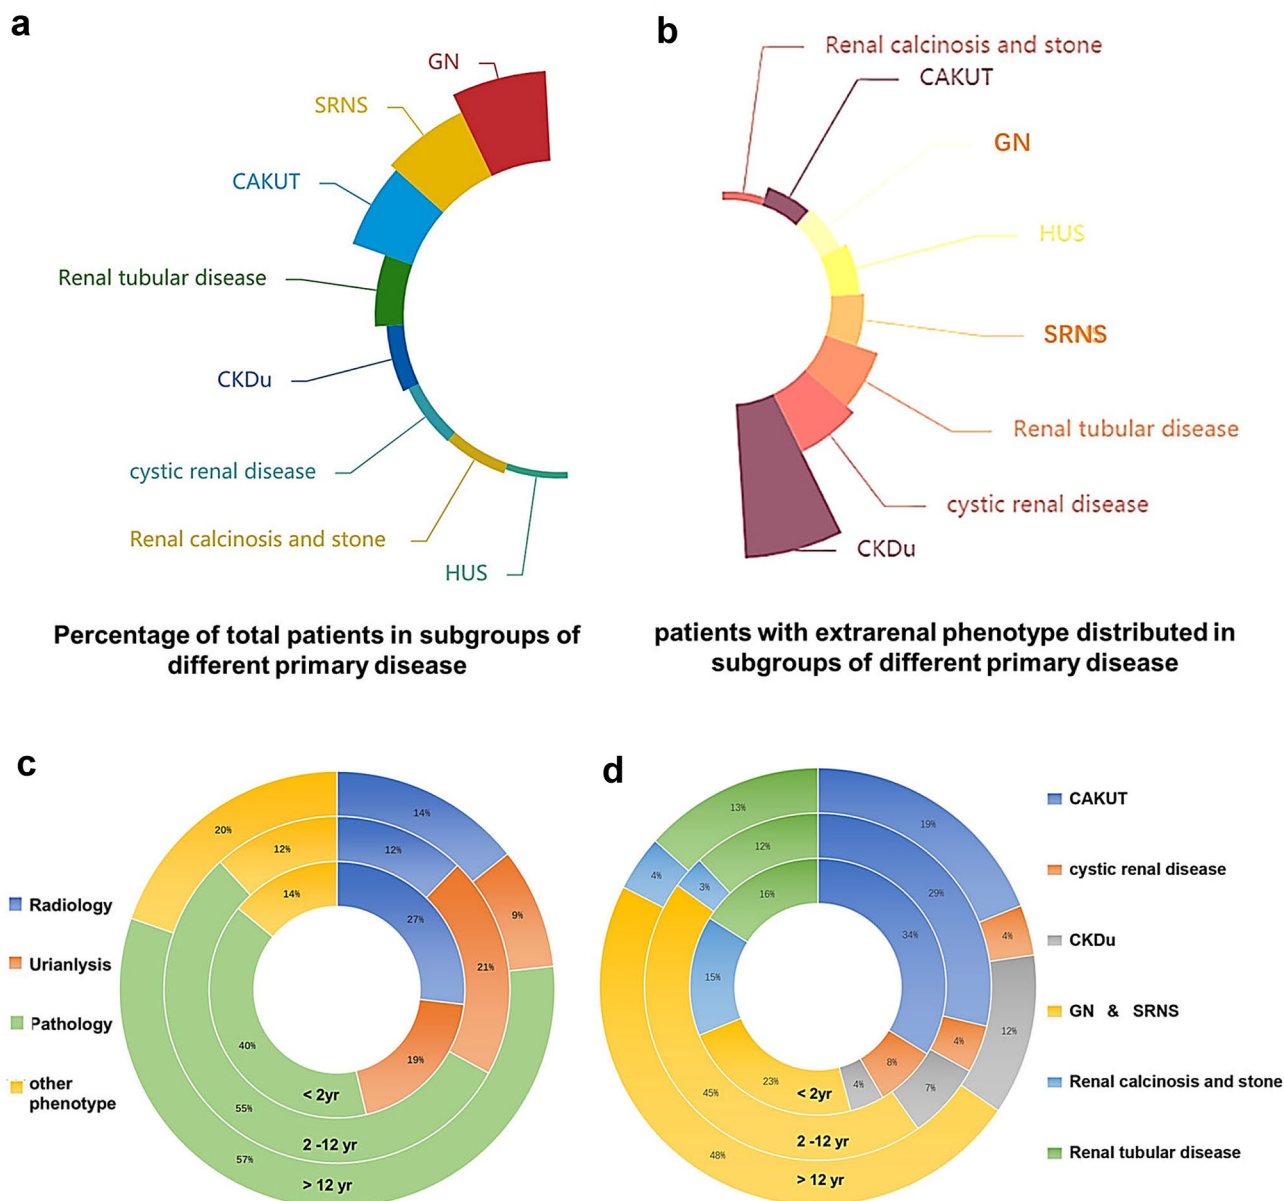 a
GN
SRNS
CAKUT
Renal tubular disease
CKDu
cystic renal disease
Renal calcinosis and stone
HUS
Percentage of total patients in subgroups of
different primary disease
b
Renal calcinosis and stone
CAKUT
GN
HUS
SRNS
Renal tubular disease
cystic renal disease
CKDu
patients with extrarenal phenotype distributed in
subgroups of different primary disease
c
Radiology
Urianlysis
Pathology
other
phenotype
20%
14%
12%
12%
14%
27%
9%
21%
40%
19%
< 2yr
55%
2 -12 yr
57%
> 12 yr
d
13%
19%
12%
4%
3%
16%
29%
34%
4%
15%
12%
4%
8%
7%
4%
23%
< 2yr
45%
2 -12 yr
48%
> 12 yr
CAKUT
cystic renal disease
CKDu
GN & SRNS
Renal calcinosis and stone
Renal tubular disease